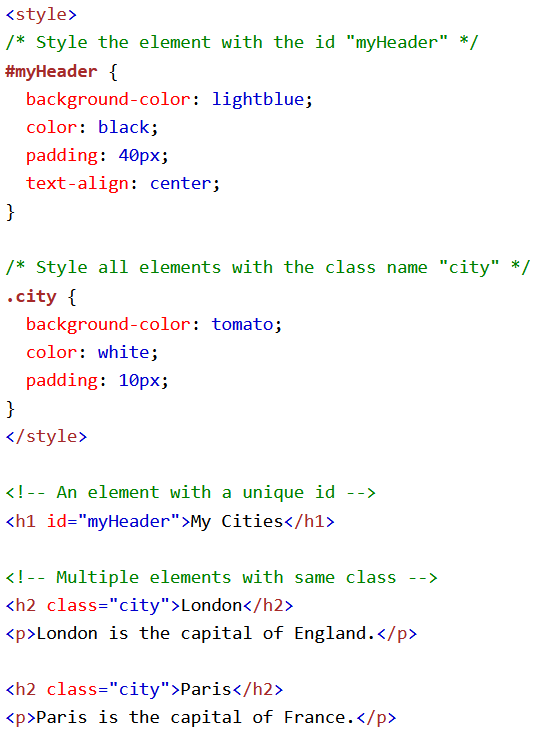 <style>
/* Style the element with the id "myHeader" */
#myHeader {
  background-color: lightblue;
  color: black;
  padding: 40px;
  text-align: center;
}

/* Style all elements with the class name "city" */
.city {
  background-color: tomato;
  color: white;
  padding: 10px;
}
</style>

<!-- An element with a unique id -->
<h1 id="myHeader">My Cities</h1>

<!-- Multiple elements with same class -->
<h2 class="city">London</h2>
<p>London is the capital of England.</p>

<h2 class="city">Paris</h2>
<p>Paris is the capital of France.</p>